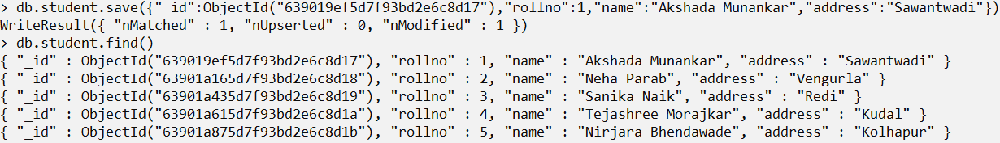 > db.student.save({"_id":ObjectId("639019ef5d7f93bd2e6c8d17"),"rollno":1,"name":"Akshada Munankar","address":"Sawantwadi"})
WriteResult({ "nMatched" : 1, "nUpserted" : 0, "nModified" : 1 })
> db.student.find()
{ "_id" : ObjectId("639019ef5d7f93bd2e6c8d17"), "rollno" : 1, "name" : "Akshada Munankar", "address" : "Sawantwadi" }
{ "_id" : ObjectId("63901a165d7f93bd2e6c8d18"), "rollno" : 2, "name" : "Neha Parab", "address" : "Vengurla" }
{ "_id" : ObjectId("63901a435d7f93bd2e6c8d19"), "rollno" : 3, "name" : "Sanika Naik", "address" : "Redi" }
{ "_id" : ObjectId("63901a615d7f93bd2e6c8d1a"), "rollno" : 4, "name" : "Tejashree Morajkar", "address" : "Kudal" }
{ "_id" : ObjectId("63901a875d7f93bd2e6c8d1b"), "rollno" : 5, "name" : "Nirjara Bhendawade", "address" : "Kolhapur" }